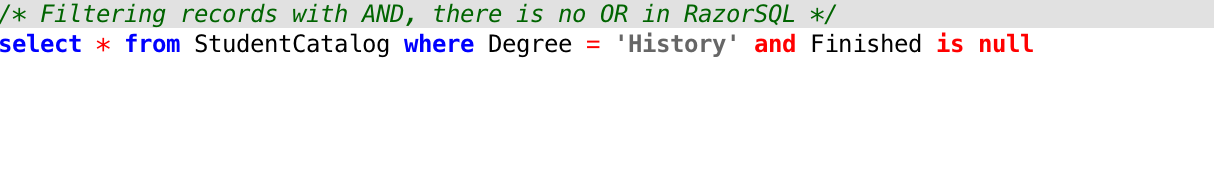 /* Filtering records with AND, there is no OR in RazorSQL */
select * from StudentCatalog where Degree = 'History' and Finished is null